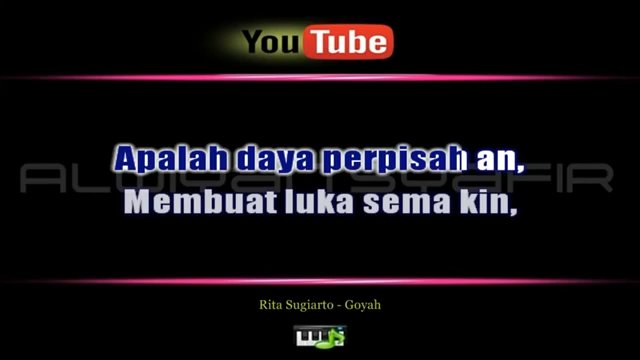 YouTube
Apalah daya perpisah an,
Membuat luka sema kin,
Rita Sugiarto - Goyah